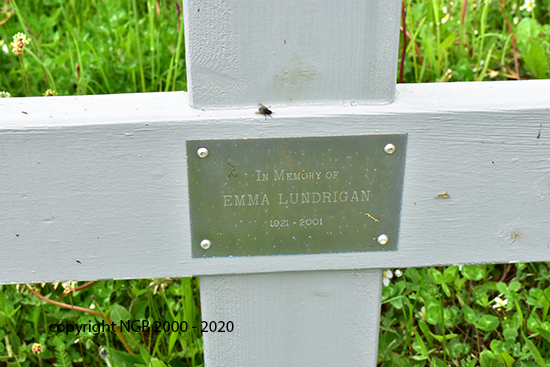 In Memory of
EMMA LUNDRIGAN
1921 - 2001
copyright NGB 2000 - 2020